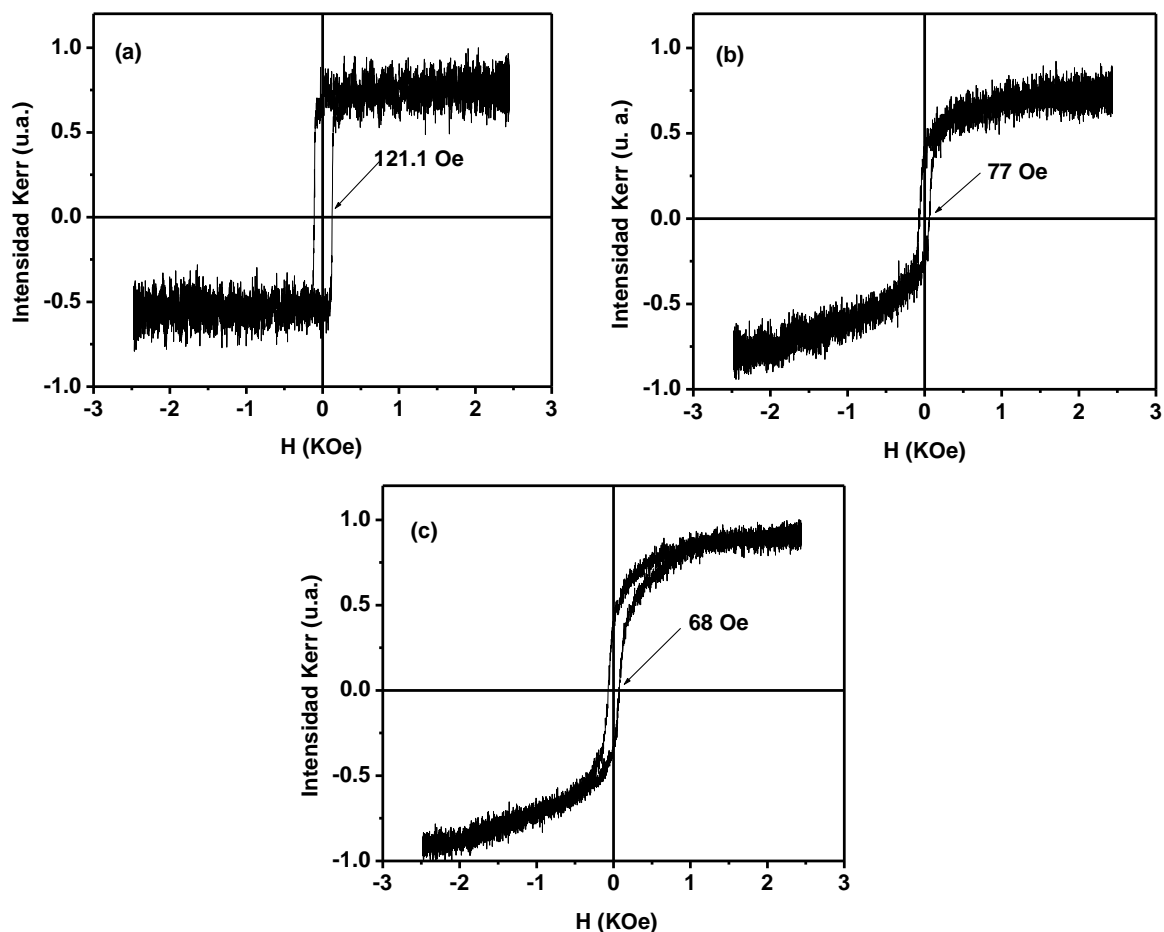 (a)
1.0
0.5
0.0
-0.5
-1.0
Intensidad Kerr (u.a.)
121.1 Oe
-3 -2 -1 0 1 2 3
H (KOe)
(b)
1.0
0.5
0.0
-0.5
-1.0
Intensidad Kerr (u. a.)
77 Oe
-3 -2 -1 0 1 2 3
H (KOe)
(c)
1.0
0.5
0.0
-0.5
-1.0
Intensidad Kerr (u.a.)
68 Oe
-3 -2 -1 0 1 2 3
H (KOe)